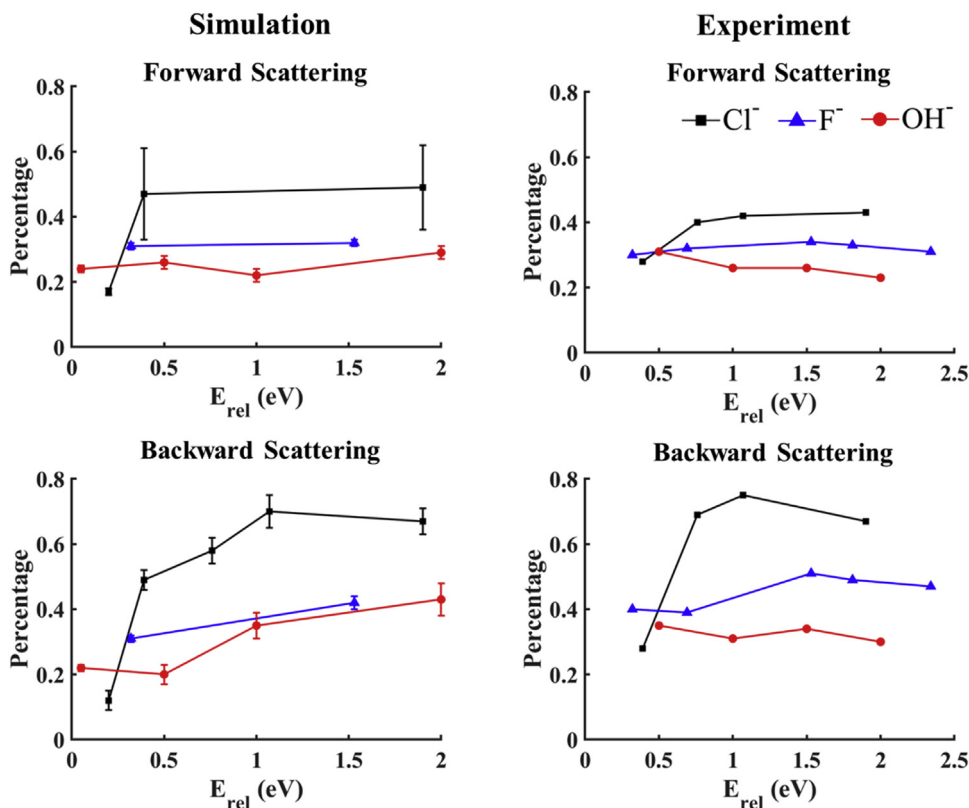 Simulation
Experiment
Forward Scattering
Forward Scattering
0.8
0.6
0.4
0.2
0
Percentage
0 0.5 1 1.5 2
E_rel (eV)
0.8
0.6
0.4
0.2
0
Percentage
Cl⁻ F⁻ OH⁻
0 0.5 1 1.5 2 2.5
E_rel (eV)
Backward Scattering
Backward Scattering
0.8
0.6
0.4
0.2
0
Percentage
0 0.5 1 1.5 2
E_rel (eV)
0.8
0.6
0.4
0.2
0
Percentage
0 0.5 1 1.5 2 2.5
E_rel (eV)